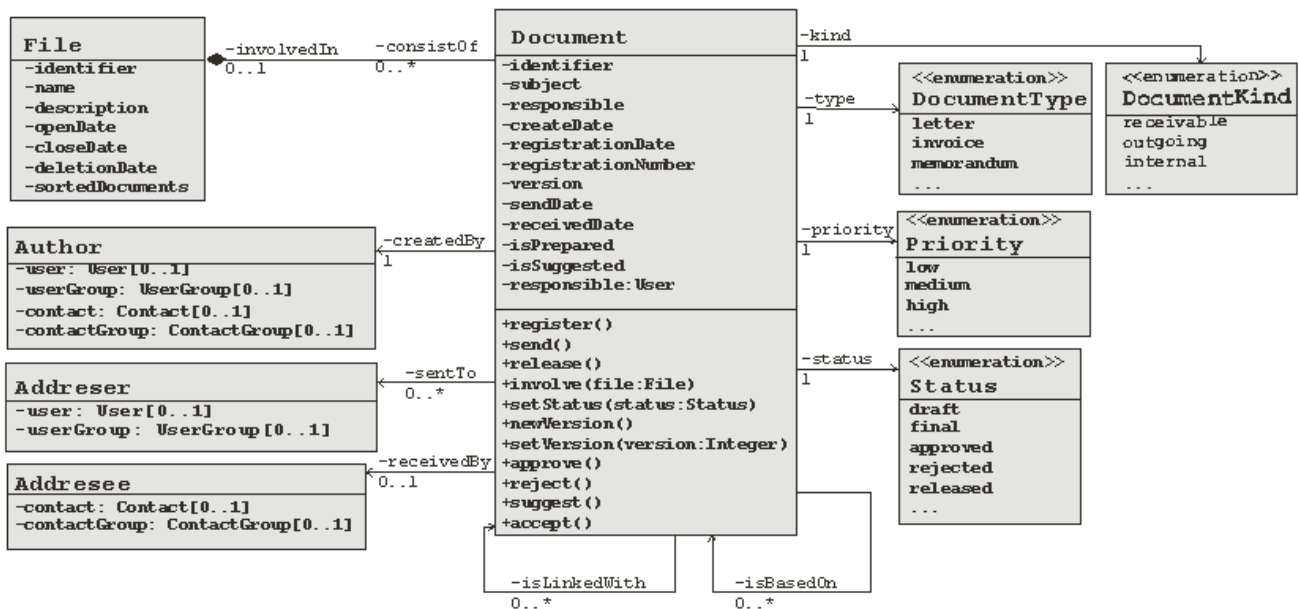 File
-identifier
-name
-description
-openDate
-closeDate
-deletionDate
-sortedDocuments
-involvedIn
0..1
-consistOf
0..*
Document
-identifier
-subject
-responsible
-createDate
-registrationDate
-registrationNumber
-version
-sendDate
-receivedDate
-isPrepared
-isSuggested
-responsible:User
+register()
+send()
+release()
+involve(file:File)
+setStatus(status:Status)
+newVersion()
+setVersion(version:Integer)
+approve()
+reject()
+suggest()
+accept()
-kind
1
-type
1
<<enumeration>>
DocumentType
letter
invoice
memorandum
...
<<enumeration>>
DocumentKind
receivable
outgoing
internal
...
-priority
1
<<enumeration>>
Priority
low
medium
high
...
-status
1
<<enumeration>>
Status
draft
final
approved
rejected
released
...
Author
-user: User[0..1]
-userGroup: UserGroup[0..1]
-contact: Contact[0..1]
-contactGroup: ContactGroup[0..1]
-createdBy
1
Addreser
-user: User[0..1]
-userGroup: UserGroup[0..1]
-sentTo
0..*
Addresee
-contact: Contact[0..1]
-contactGroup: ContactGroup[0..1]
-receivedBy
0..1
-isLinkedWith
0..*
-isBasedOn
0..*